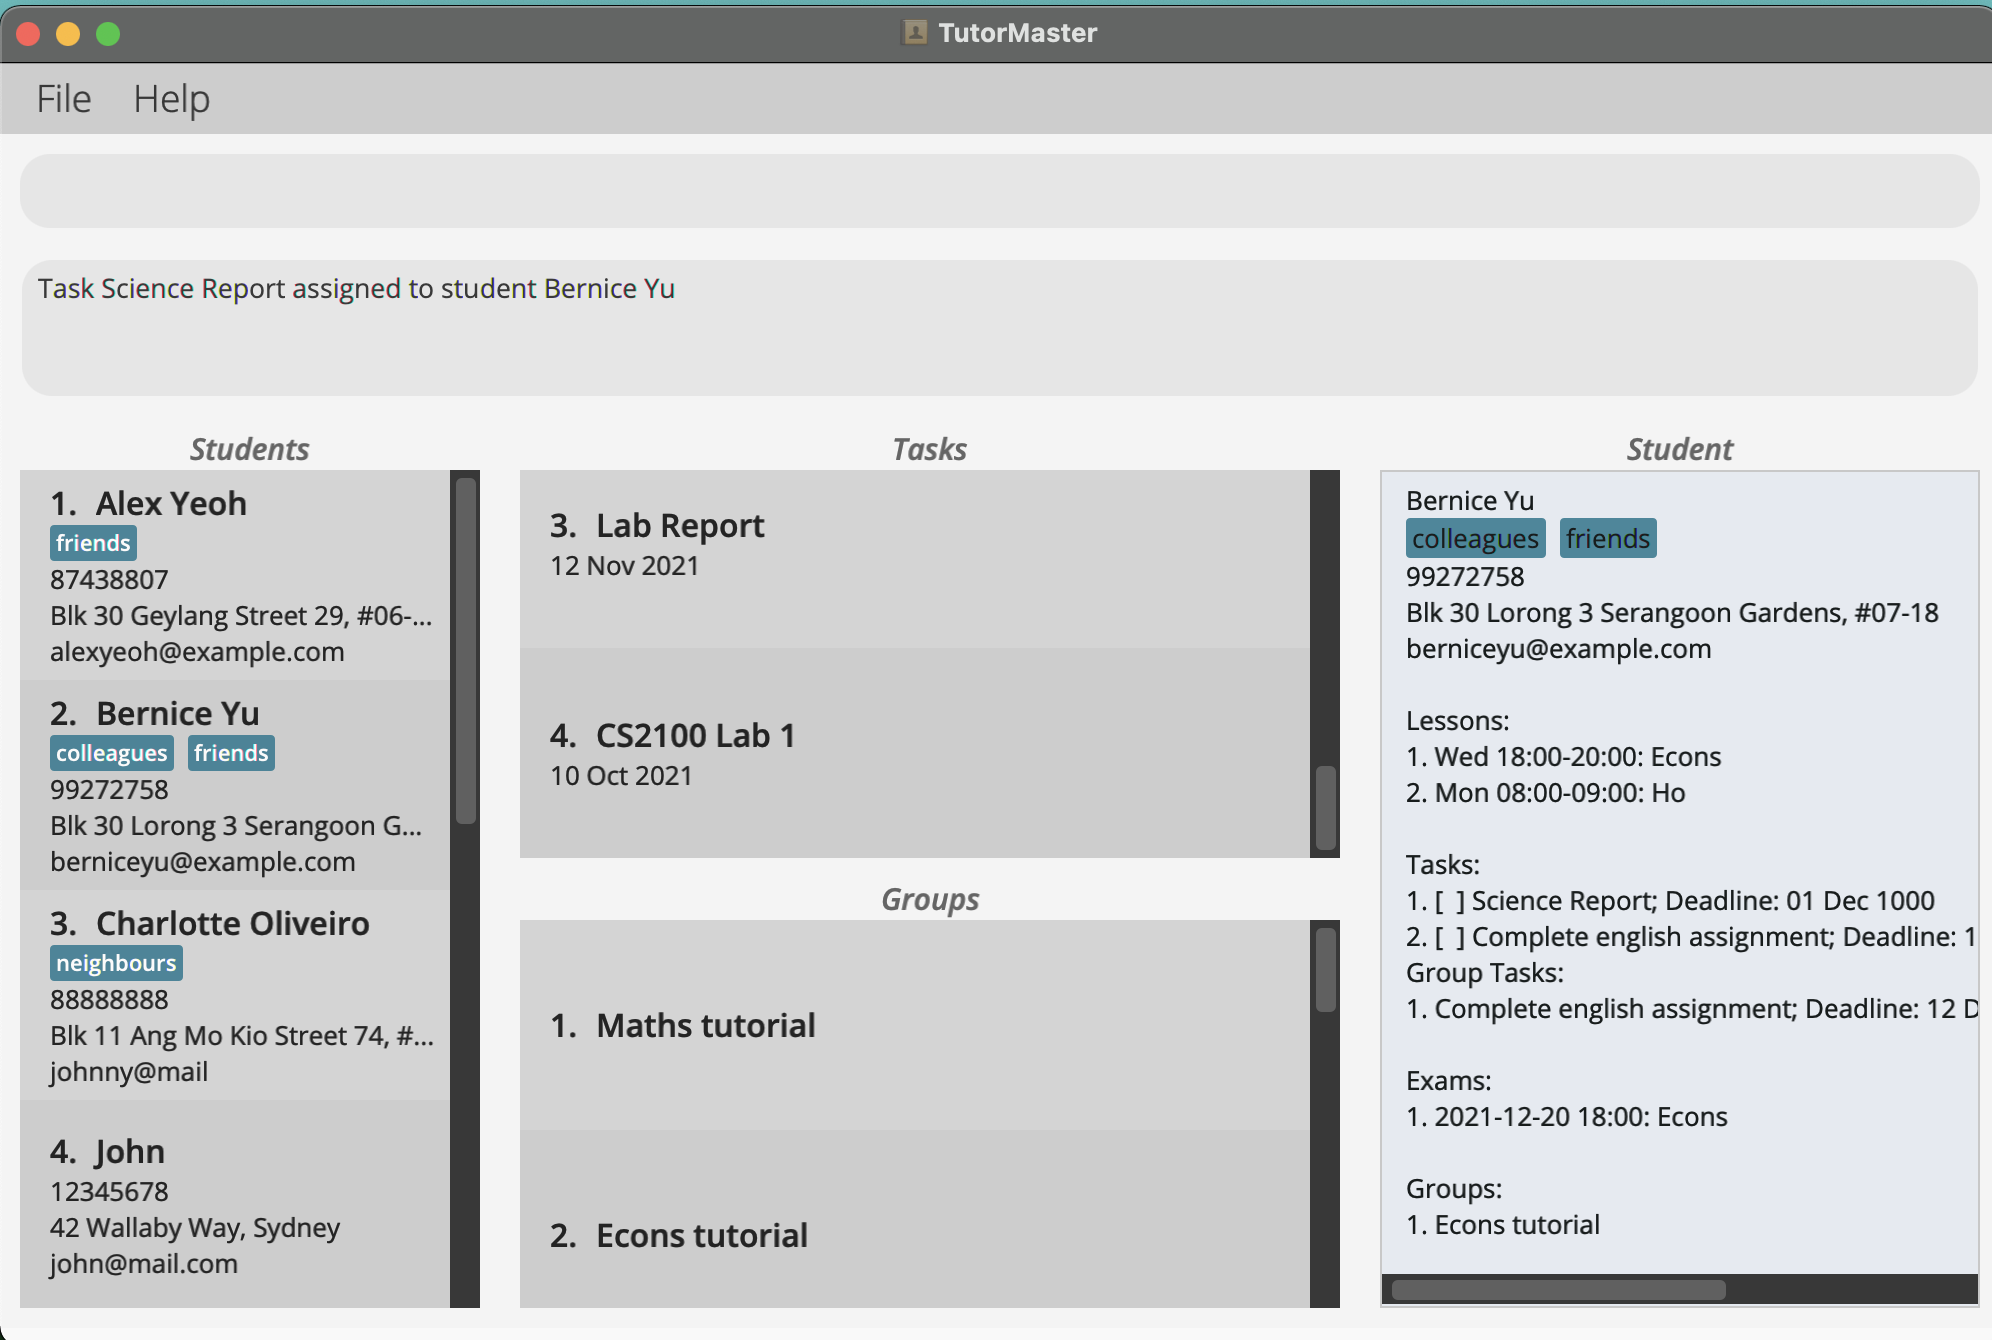 TutorMaster
File Help
Task Science Report assigned to student Bernice Yu
Students
1. Alex Yeoh
friends
87438807
Blk 30 Geylang Street 29, #06-...
alexyeoh@example.com
2. Bernice Yu
colleagues friends
99272758
Blk 30 Lorong 3 Serangoon G...
berniceyu@example.com
3. Charlotte Oliveiro
neighbours
88888888
Blk 11 Ang Mo Kio Street 74, #...
johnny@mail
4. John
12345678
42 Wallaby Way, Sydney
john@mail.com
Tasks
3. Lab Report
12 Nov 2021
4. CS2100 Lab 1
10 Oct 2021
Groups
1. Maths tutorial
2. Econs tutorial
Student
Bernice Yu
colleagues friends
99272758
Blk 30 Lorong 3 Serangoon Gardens, #07-18
berniceyu@example.com
Lessons:
1. Wed 18:00-20:00: Econs
2. Mon 08:00-09:00: Ho
Tasks:
1. [ ] Science Report; Deadline: 01 Dec 1000
2. [ ] Complete english assignment; Deadline: 1
Group Tasks:
1. Complete english assignment; Deadline: 12 D
Exams:
1. 2021-12-20 18:00: Econs
Groups:
1. Econs tutorial